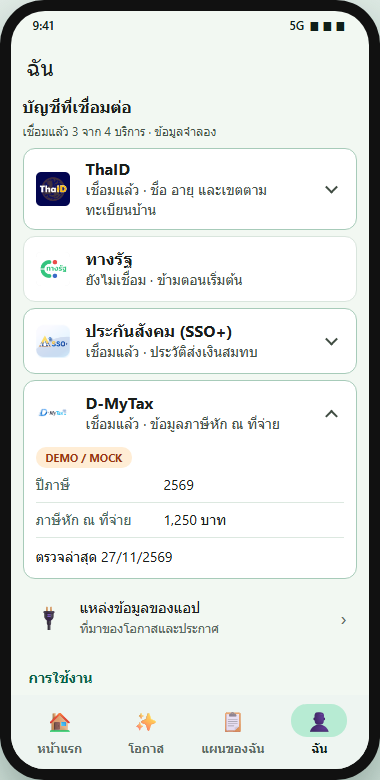 9:41
5G
ฉัน
บัญชีที่เชื่อมต่อ
เชื่อมแล้ว 3 จาก 4 บริการ · ข้อมูลจำลอง
ThaID
ThaID
เชื่อมแล้ว · ชื่อ อายุ และเขตตาม
ทะเบียนบ้าน
ทางรัฐ
ทางรัฐ
ยังไม่เชื่อม · ข้ามตอนเริ่มต้น
ประกันสังคม (SSO+)
เชื่อมแล้ว · ประวัติส่งเงินสมทบ
D-MyTax
D-MyTax
เชื่อมแล้ว · ข้อมูลภาษีหัก ณ ที่จ่าย
DEMO / MOCK
ปีภาษี 2569
ภาษีหัก ณ ที่จ่าย 1,250 บาท
ตรวจล่าสุด 27/11/2569
แหล่งข้อมูลของแอป
ที่มาของโอกาสและประกาศ
การใช้งาน
หน้าแรก โอกาส แผนของฉัน ฉัน